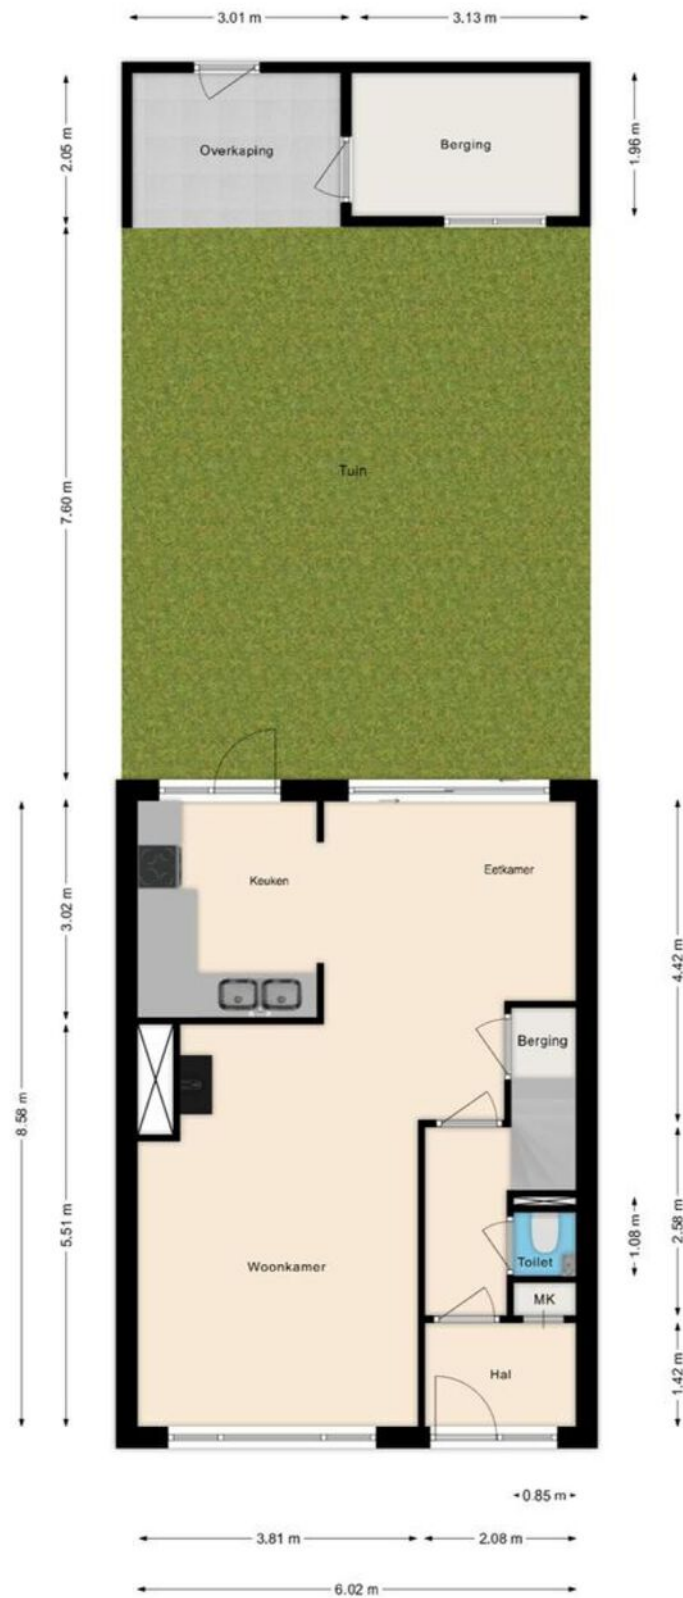 3.01 m
3.13 m
2.05 m
Overkaping
Berging
1.96 m
7.60 m
Tuin
8.58 m
3.02 m
Keuken
Eetkamer
4.42 m
Berging
5.51 m
Woonkamer
Toilet
1.08 m
2.58 m
MK
Hal
1.42 m
0.85 m
3.81 m
2.08 m
6.02 m